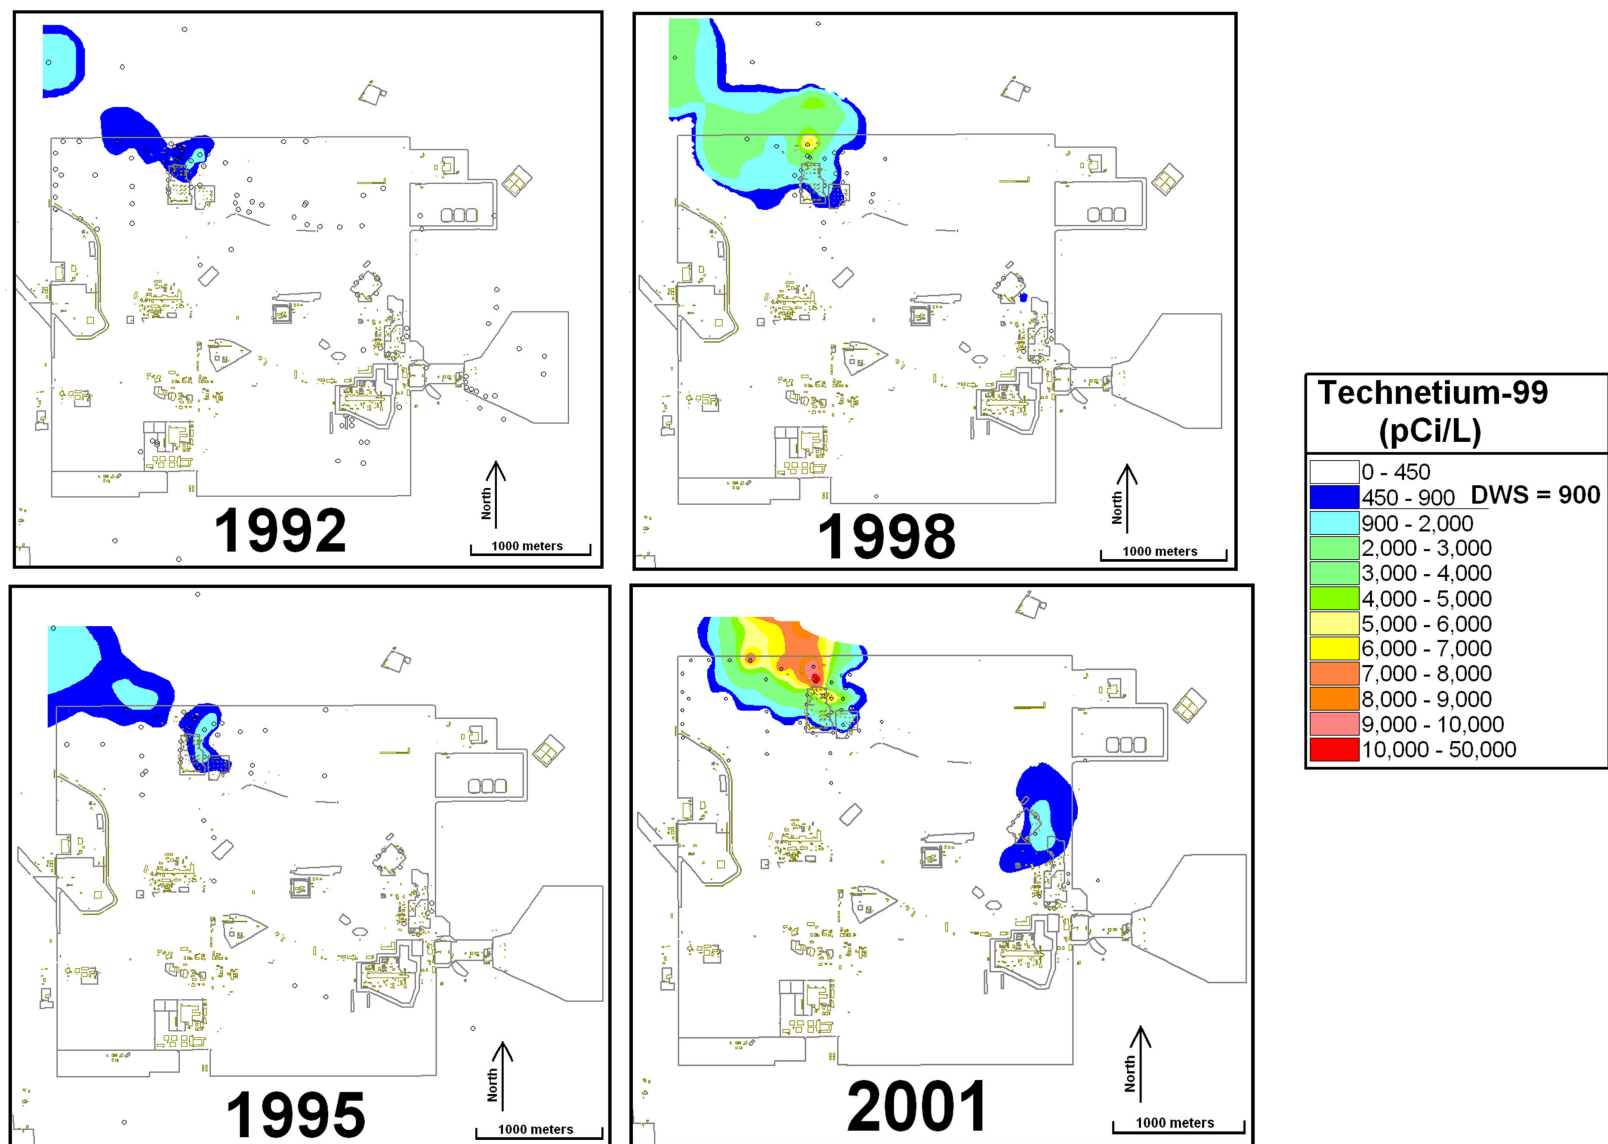 North
1992
1000 meters
North
1998
1000 meters
Technetium-99
(pCi/L)
0 - 450
450 - 900 DWS = 900
900 - 2,000
2,000 - 3,000
3,000 - 4,000
4,000 - 5,000
5,000 - 6,000
6,000 - 7,000
7,000 - 8,000
8,000 - 9,000
9,000 - 10,000
10,000 - 50,000
North
1995
1000 meters
North
2001
1000 meters